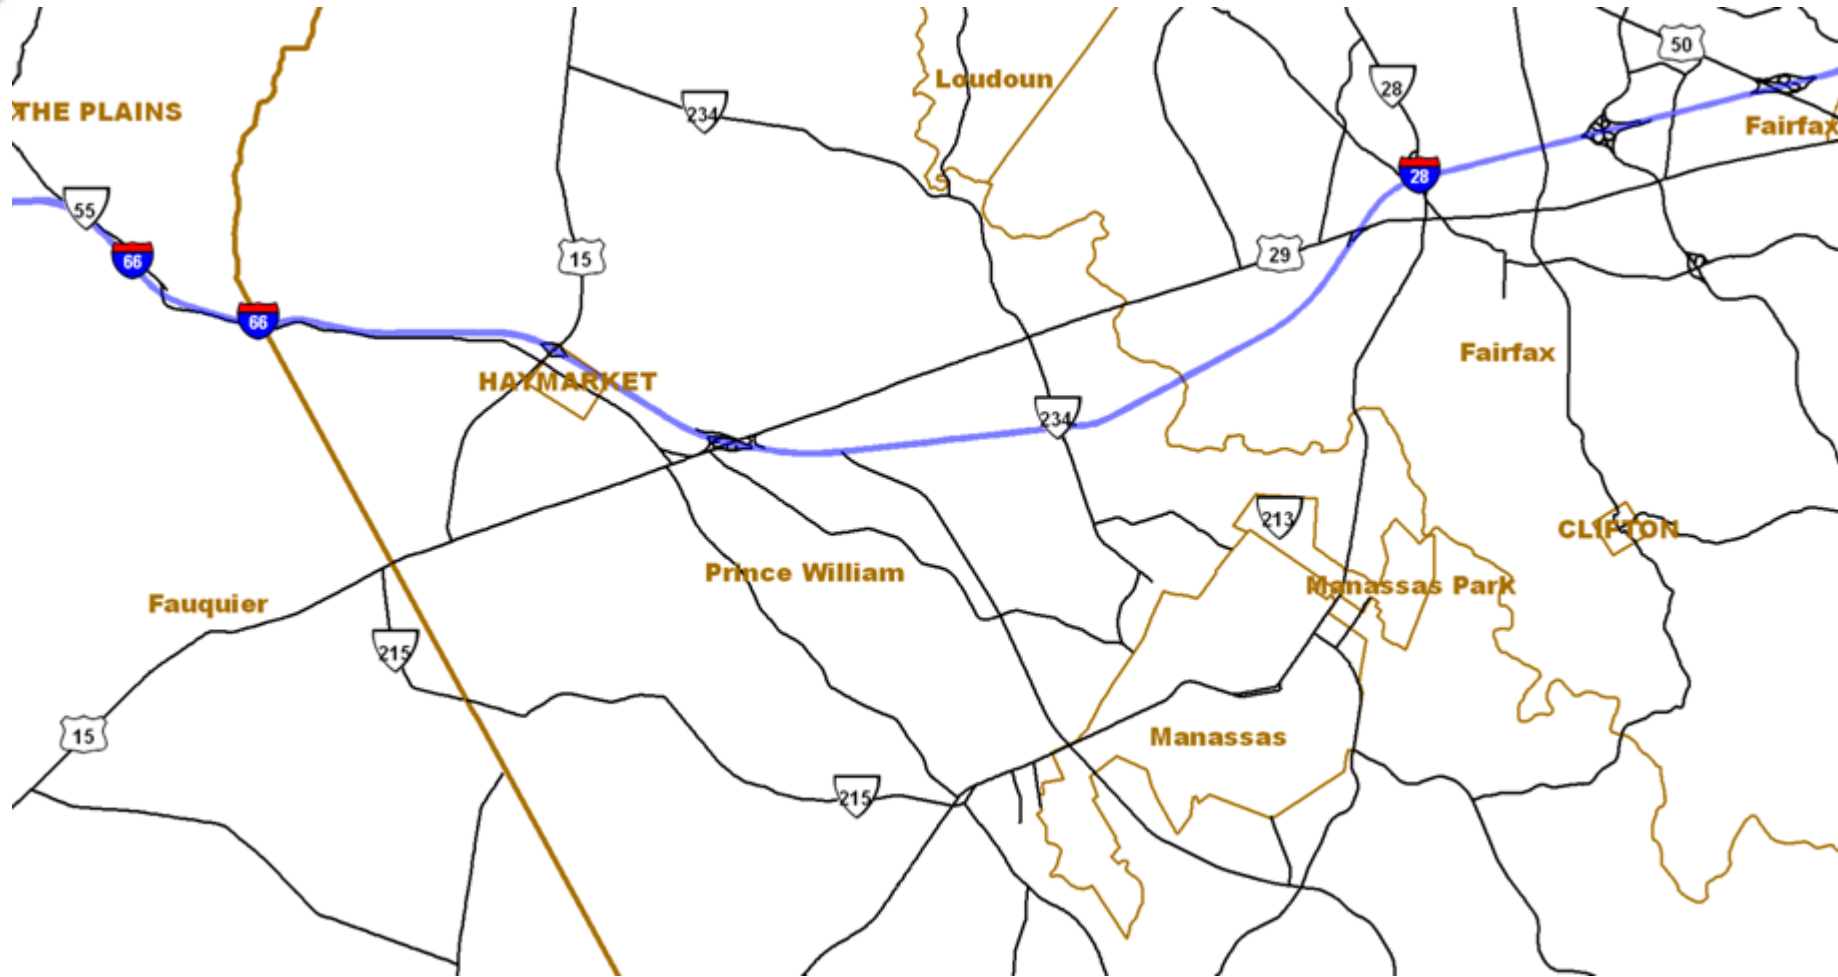 50
Loudoun
28
THE PLAINS
234
Fairfax
28
55
15
29
66
66
Fairfax
HAYMARKET
234
213
CLIFTON
Prince William
Manassas Park
Fauquier
215
15
Manassas
215